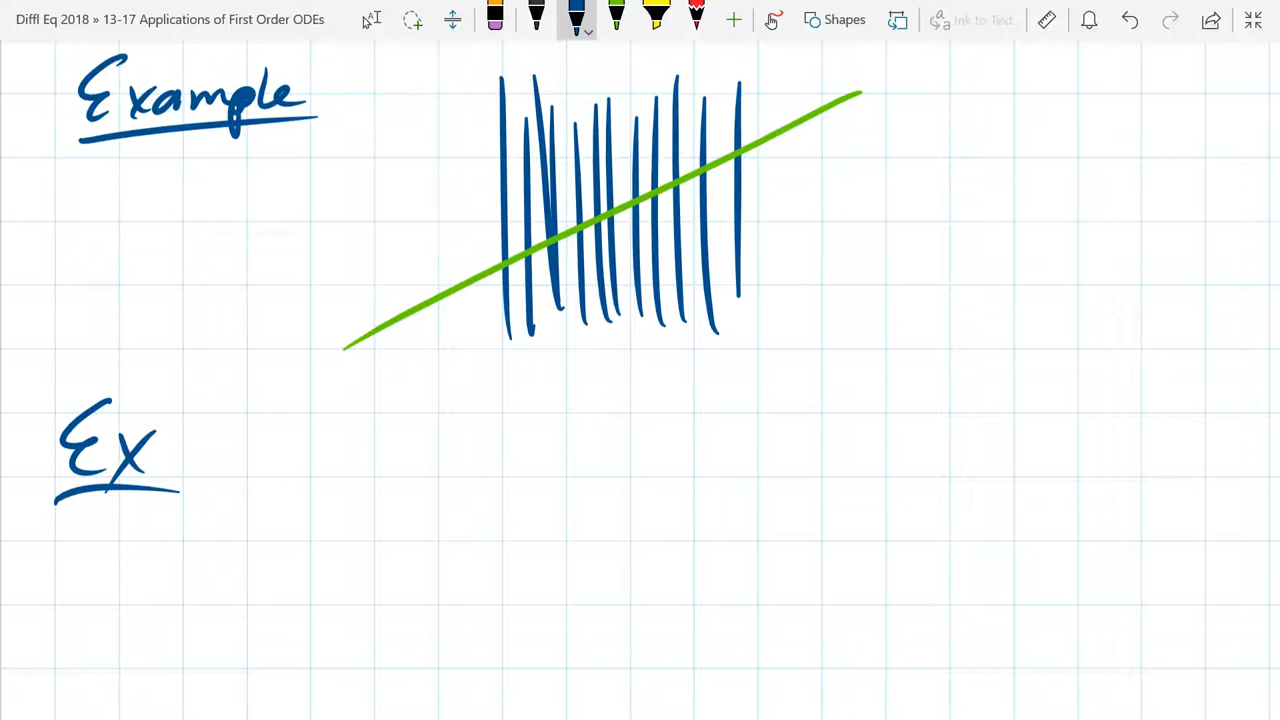 Diffl Eq 2018 » 13-17 Applications of First Order ODEs
Shapes
Ink to Text
Example
Ex